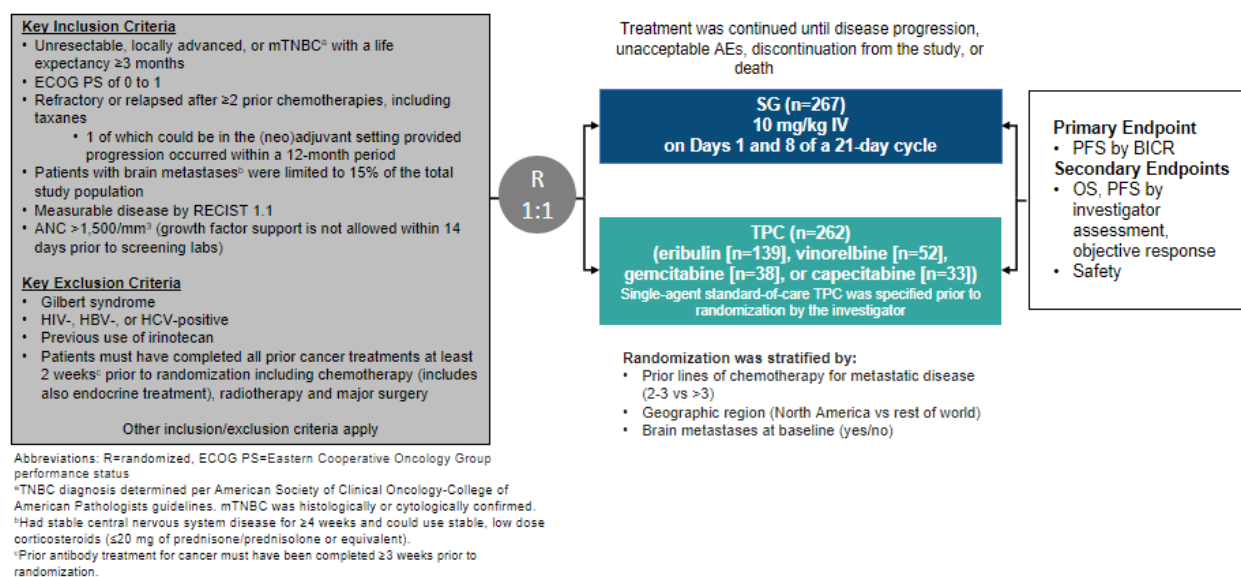 Key Inclusion Criteria
• Unresectable, locally advanced, or mTNBCᵃ with a life
expectancy ≥3 months
• ECOG PS of 0 to 1
• Refractory or relapsed after ≥2 prior chemotherapies, including
taxanes
• 1 of which could be in the (neo)adjuvant setting provided
progression occurred within a 12-month period
• Patients with brain metastasesᵇ were limited to 15% of the total
study population
• Measurable disease by RECIST 1.1
• ANC >1,500/mm³ (growth factor support is not allowed within 14
days prior to screening labs)
Key Exclusion Criteria
• Gilbert syndrome
• HIV-, HBV-, or HCV-positive
• Previous use of irinotecan
• Patients must have completed all prior cancer treatments at least
2 weeksᶜ prior to randomization including chemotherapy (includes
also endocrine treatment), radiotherapy and major surgery
Other inclusion/exclusion criteria apply
Abbreviations: R=randomized, ECOG PS=Eastern Cooperative Oncology Group
performance status
ᵃTNBC diagnosis determined per American Society of Clinical Oncology-College of
American Pathologists guidelines. mTNBC was histologically or cytologically confirmed.
ᵇHad stable central nervous system disease for ≥4 weeks and could use stable, low dose
corticosteroids (≤20 mg of prednisone/prednisolone or equivalent).
ᶜPrior antibody treatment for cancer must have been completed ≥3 weeks prior to
randomization.
R
1:1
Treatment was continued until disease progression,
unacceptable AEs, discontinuation from the study, or
death
SG (n=267)
10 mg/kg IV
on Days 1 and 8 of a 21-day cycle
TPC (n=262)
(eribulin [n=139], vinorelbine [n=52],
gemcitabine [n=38], or capecitabine [n=33])
Single-agent standard-of-care TPC was specified prior to
randomization by the investigator
Randomization was stratified by:
• Prior lines of chemotherapy for metastatic disease
(2-3 vs >3)
• Geographic region (North America vs rest of world)
• Brain metastases at baseline (yes/no)
Primary Endpoint
• PFS by BICR
Secondary Endpoints
• OS, PFS by
investigator
assessment,
objective response
• Safety